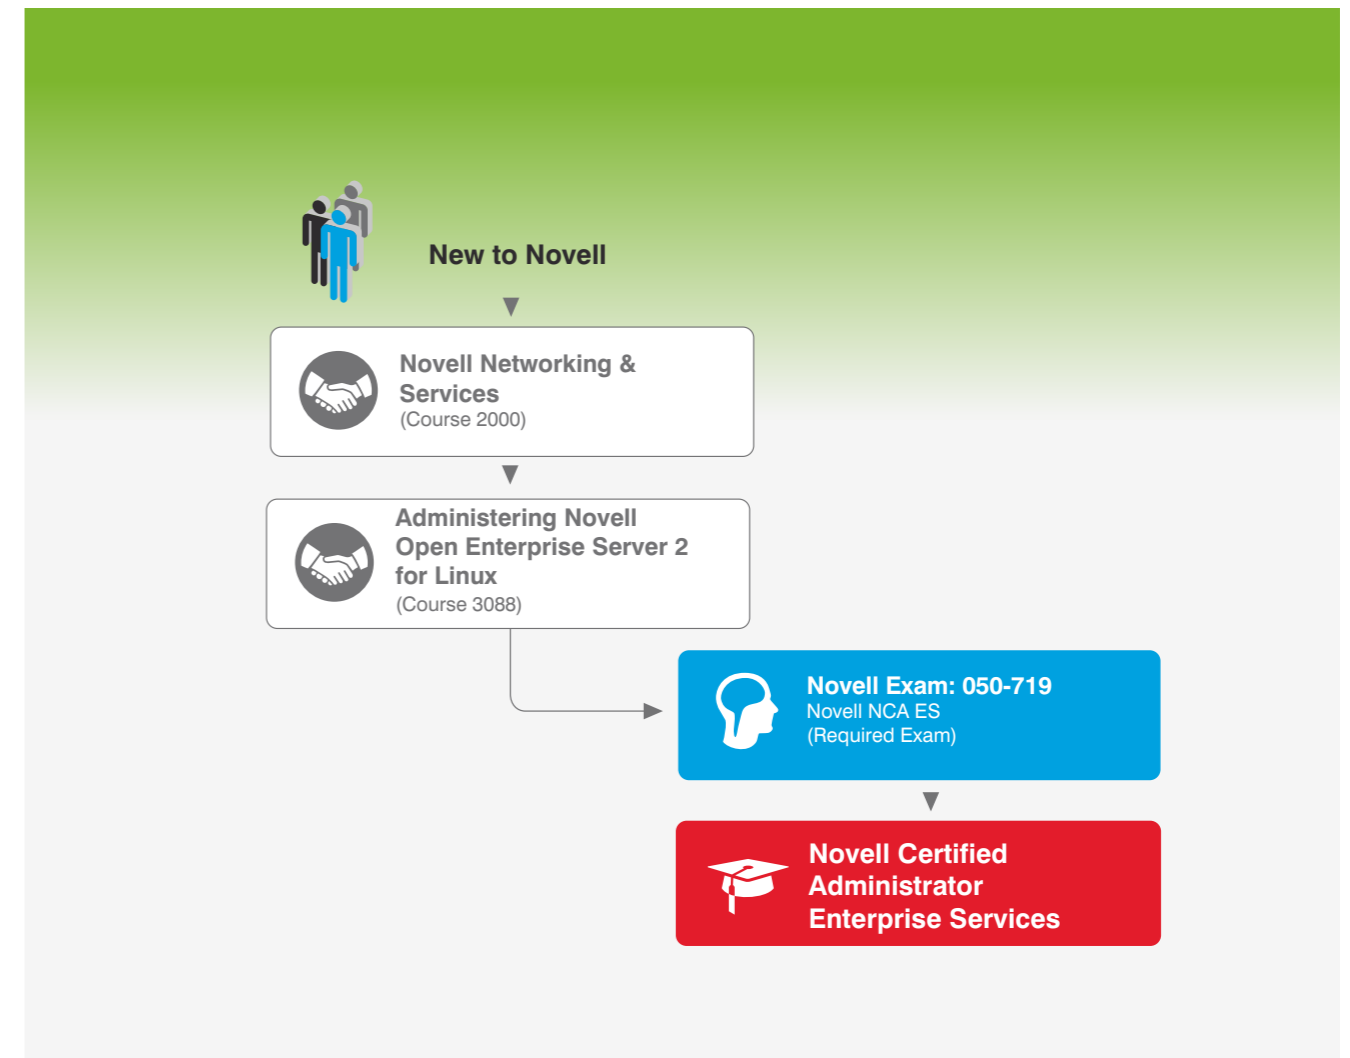 New to Novell
Novell Networking &
Services
(Course 2000)
Administering Novell
Open Enterprise Server 2
for Linux
(Course 3088)
Novell Exam: 050-719
Novell NCA ES
(Required Exam)
Novell Certified
Administrator
Enterprise Services